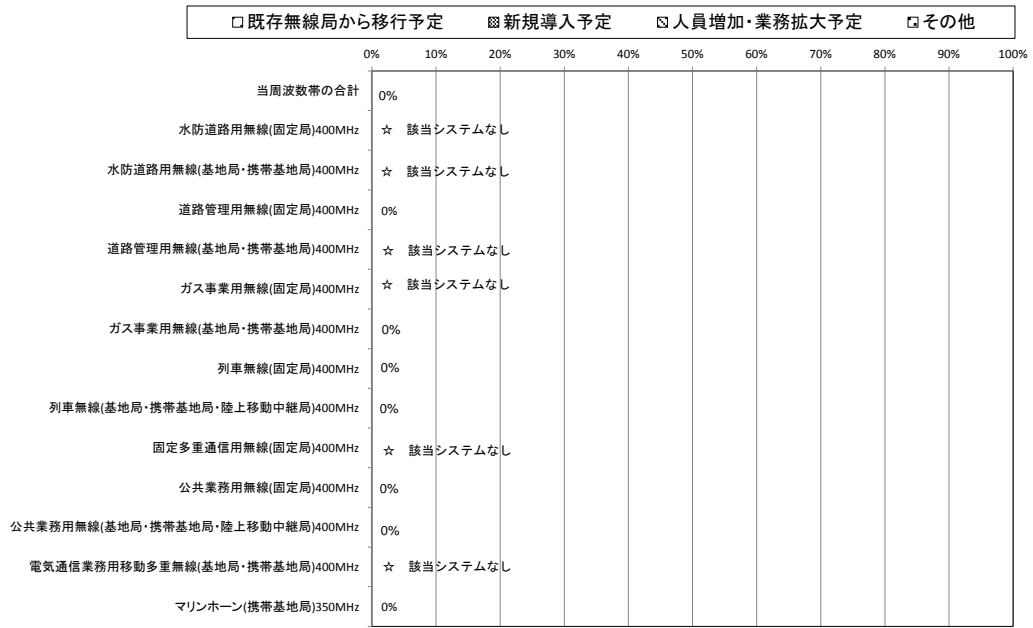 既存無線局から移行予定 新規導入予定 人員増加・業務拡大予定 その他
0% 10% 20% 30% 40% 50% 60% 70% 80% 90% 100%
当周波数帯の合計 0%
水防道路用無線(固定局)400MHz ☆ 該当システムなし
水防道路用無線(基地局・携帯基地局)400MHz ☆ 該当システムなし
道路管理用無線(固定局)400MHz 0%
道路管理用無線(基地局・携帯基地局)400MHz ☆ 該当システムなし
ガス事業用無線(固定局)400MHz ☆ 該当システムなし
ガス事業用無線(基地局・携帯基地局)400MHz 0%
列車無線(固定局)400MHz 0%
列車無線(基地局・携帯基地局・陸上移動中継局)400MHz 0%
固定多重通信用無線(固定局)400MHz ☆ 該当システムなし
公共業務用無線(固定局)400MHz 0%
公共業務用無線(基地局・携帯基地局・陸上移動中継局)400MHz 0%
電気通信業務用移動多重無線(基地局・携帯基地局)400MHz ☆ 該当システムなし
マリンホーン(携帯基地局)350MHz 0%